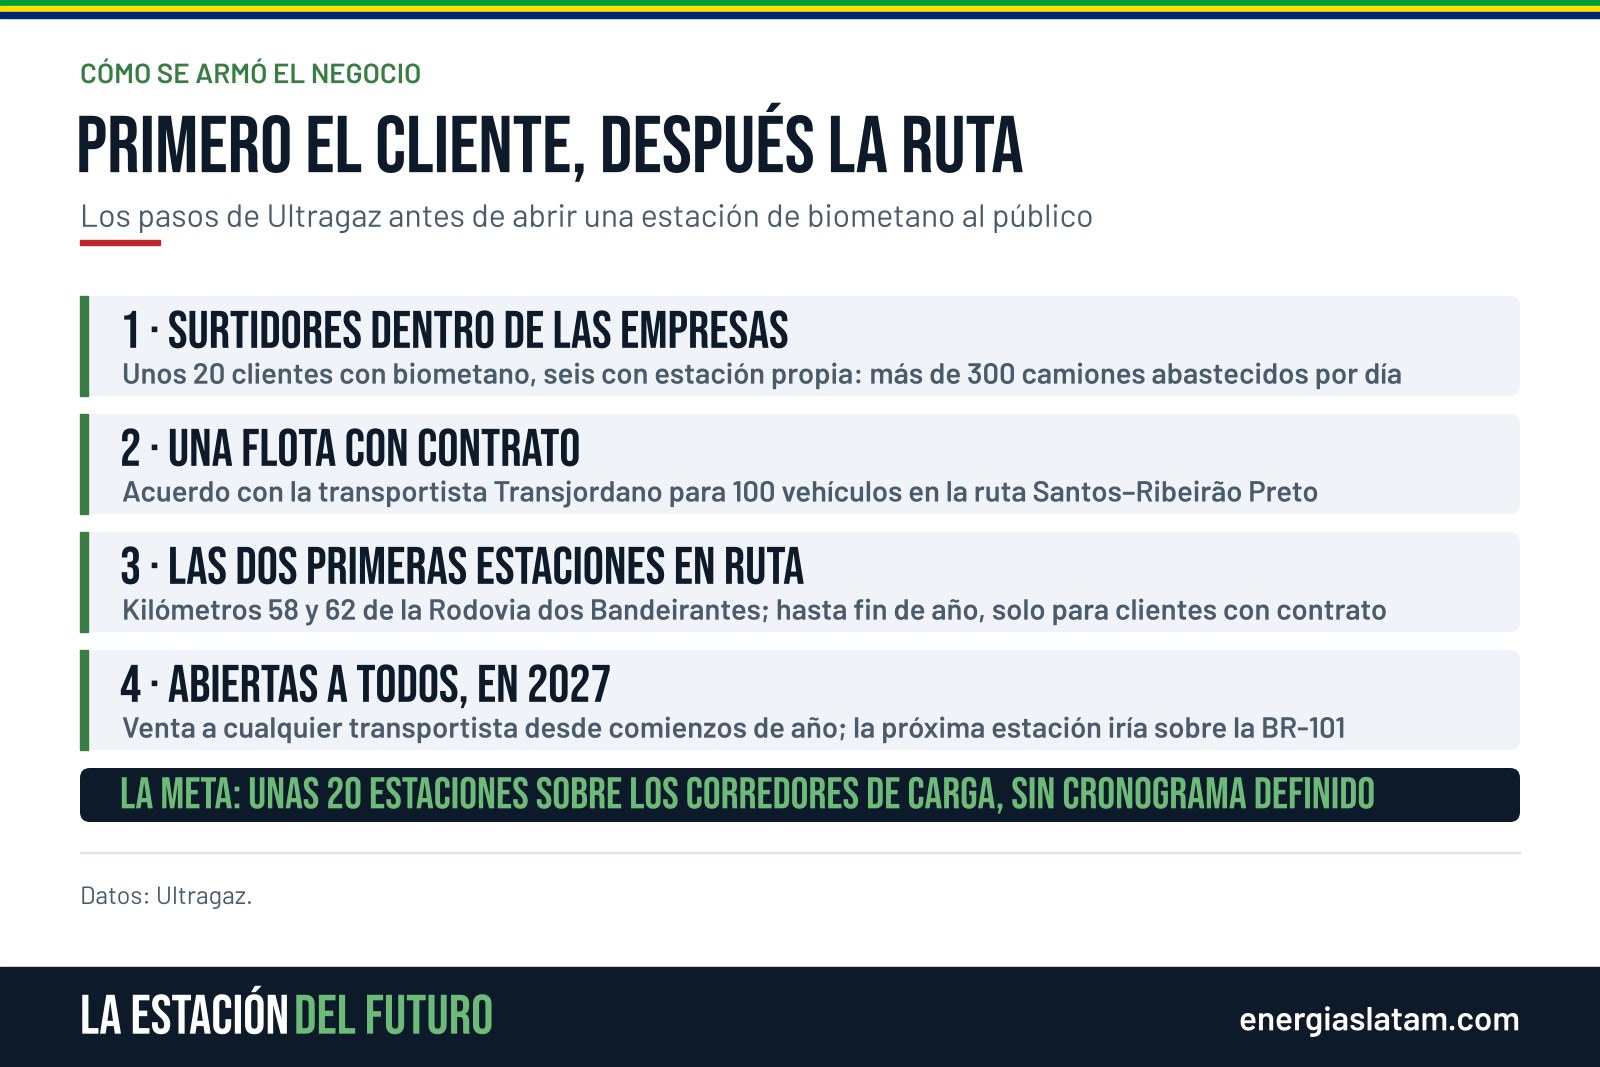 CÓMO SE ARMÓ EL NEGOCIO
PRIMERO EL CLIENTE, DESPUÉS LA RUTA
Los pasos de Ultragaz antes de abrir una estación de biometano al público
1 · SURTIDORES DENTRO DE LAS EMPRESAS
Unos 20 clientes con biometano, seis con estación propia: más de 300 camiones abastecidos por día
2 · UNA FLOTA CON CONTRATO
Acuerdo con la transportista Transjordano para 100 vehículos en la ruta Santos–Ribeirão Preto
3 · LAS DOS PRIMERAS ESTACIONES EN RUTA
Kilómetros 58 y 62 de la Rodovia dos Bandeirantes; hasta fin de año, solo para clientes con contrato
4 · ABIERTAS A TODOS, EN 2027
Venta a cualquier transportista desde comienzos de año; la próxima estación iría sobre la BR-101
LA META: UNAS 20 ESTACIONES SOBRE LOS CORREDORES DE CARGA, SIN CRONOGRAMA DEFINIDO
Datos: Ultragaz.
LA ESTACIÓN DEL FUTURO
energiaslatam.com